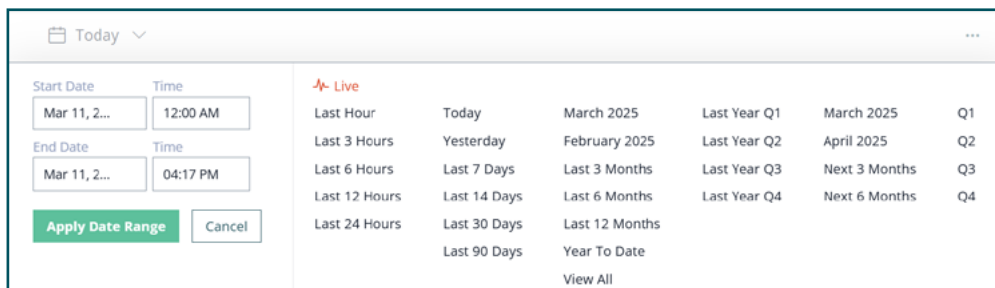 Today
...
Start Date Time
Mar 11, 2... 12:00 AM
End Date Time
Mar 11, 2... 04:17 PM
Apply Date Range Cancel
Live
Last Hour Today March 2025 Last Year Q1 March 2025 Q1
Last 3 Hours Yesterday February 2025 Last Year Q2 April 2025 Q2
Last 6 Hours Last 7 Days Last 3 Months Last Year Q3 Next 3 Months Q3
Last 12 Hours Last 14 Days Last 6 Months Last Year Q4 Next 6 Months Q4
Last 24 Hours Last 30 Days Last 12 Months
Last 90 Days Year To Date
View All